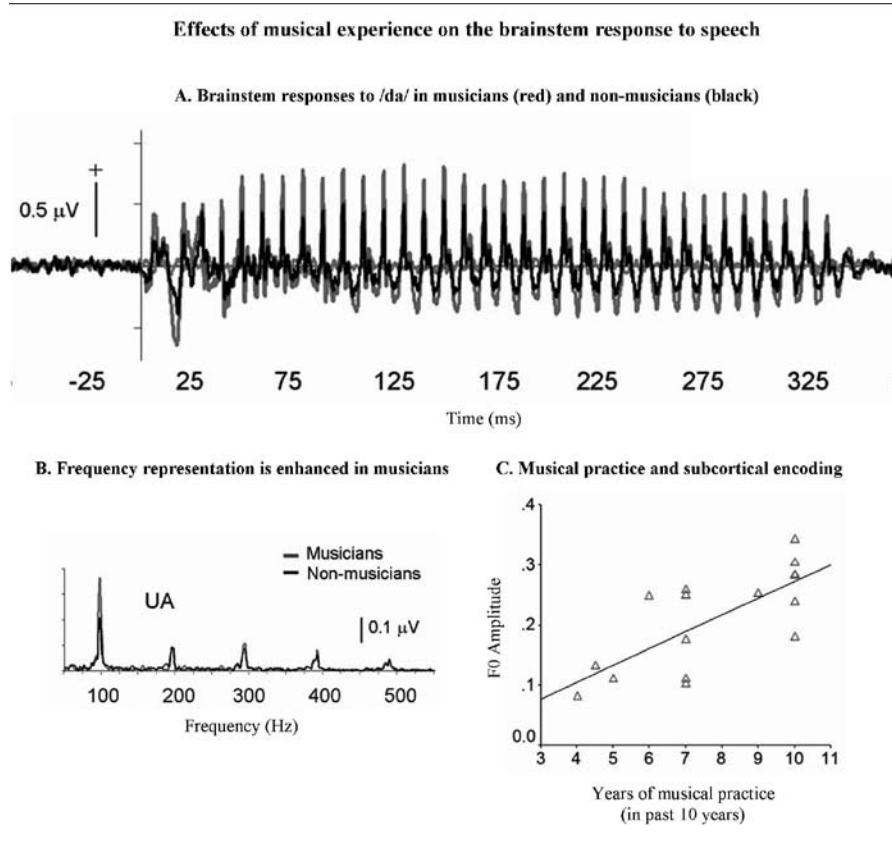 Effects of musical experience on the brainstem response to speech
A. Brainstem responses to /da/ in musicians (red) and non-musicians (black)
+
0.5 µV
-25 25 75 125 175 225 275 325
Time (ms)
B. Frequency representation is enhanced in musicians
Musicians
Non-musicians
UA
0.1 µV
100 200 300 400 500
Frequency (Hz)
C. Musical practice and subcortical encoding
.4
.3
.2
.1
0.0
F0 Amplitude
3 4 5 6 7 8 9 10 11
Years of musical practice
(in past 10 years)